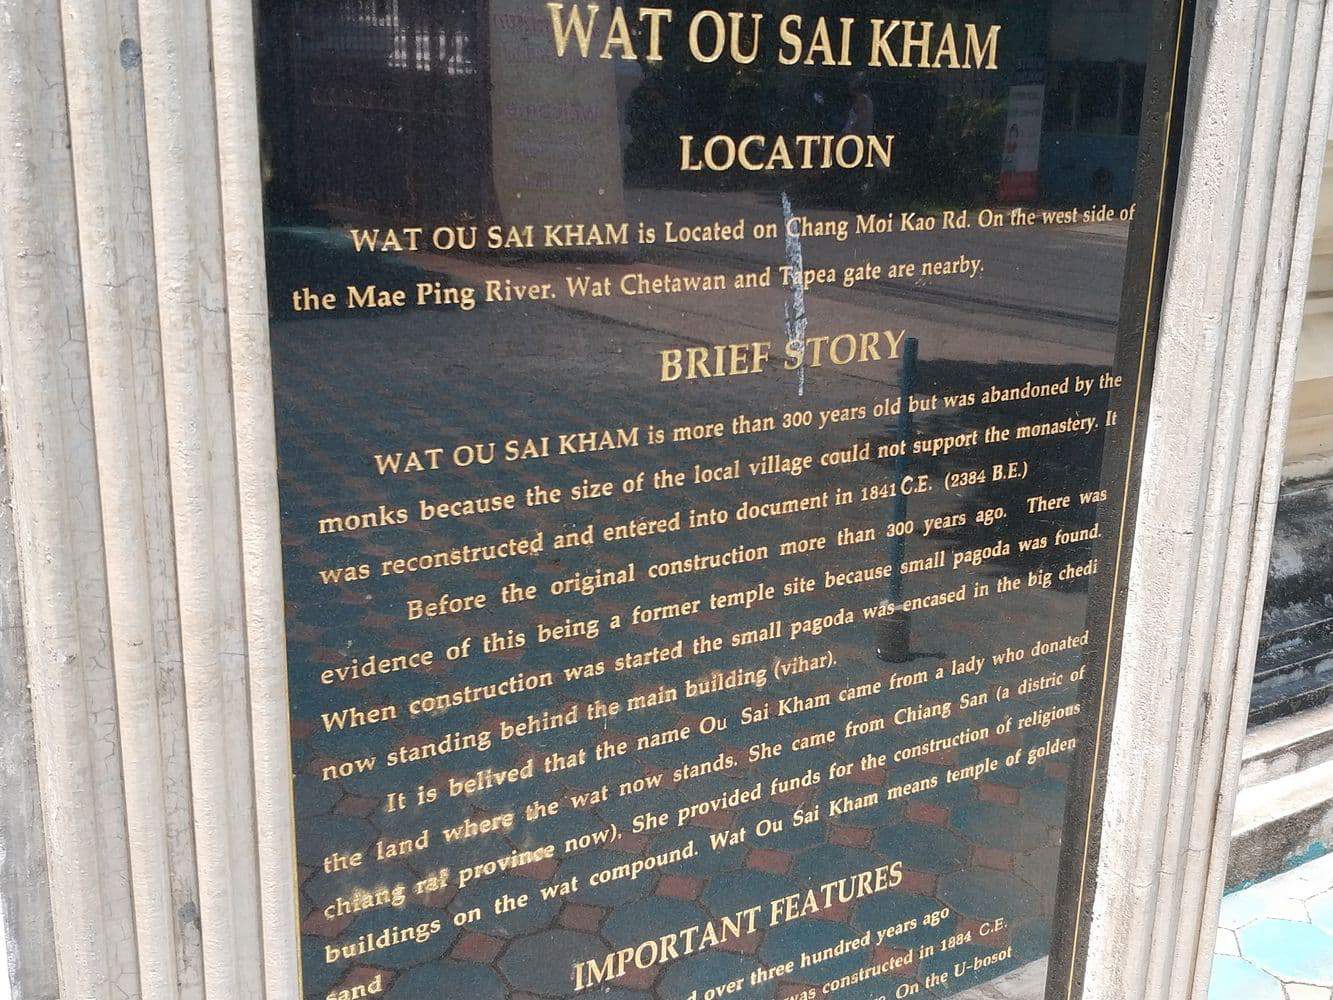 WAT OU SAI KHAM
LOCATION
WAT OU SAI KHAM is Located on Chang Moi Kao Rd. On the west side of
the Mae Ping River. Wat Chetawan and Tapea gate are nearby.
BRIEF STORY
WAT OU SAI KHAM is more than 300 years old but was abandoned by the
monks because the size of the local village could not support the monastery. It
was reconstructed and entered into document in 1841 C.E. (2384 B.E.)
Before the original construction more than 300 years ago. There was
evidence of this being a former temple site because small pagoda was found.
When construction was started the small pagoda was encased in the big chedi
now standing behind the main building (vihar).
It is belived that the name Ou Sai Kham came from a lady who donated
the land where the wat now stands. She came from Chiang San (a distric of
chiang rai province now). She provided funds for the construction of religious
buildings on the wat compound. Wat Ou Sai Kham means temple of golden
sand
IMPORTANT FEATURES
over three hundred years ago
was constructed in 1884 C.E.
On the U-bosot